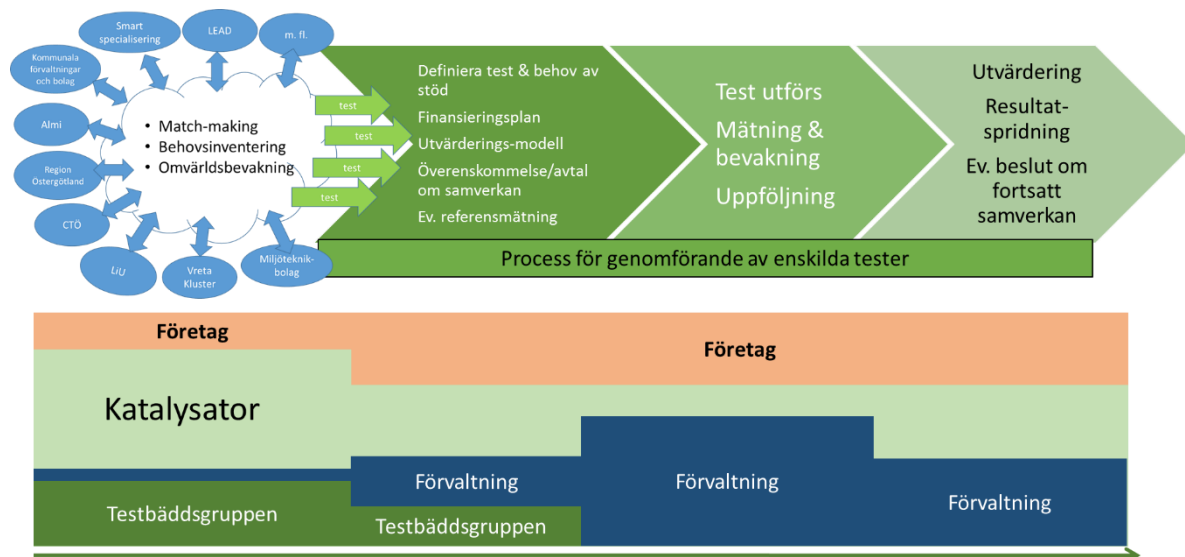 Smart
specialisering
LEAD
m. fl.
Kommunala
förvaltningar
och bolag
Almi
Region
Östergötland
CTÖ
LiU
Vreta
Kluster
Miljöteknik-
bolag
• Match-making
• Behovsinventering
• Omvärldsbevakning
test
test
test
test
Definiera test & behov av
stöd
Finansieringsplan
Utvärderings-modell
Överenskommelse/avtal
om samverkan
Ev. referensmätning
Test utförs
Mätning &
bevakning
Uppföljning
Utvärdering
Resultat-
spridning
Ev. beslut om
fortsatt
samverkan
Process för genomförande av enskilda tester
Företag
Företag
Katalysator
Förvaltning
Förvaltning
Förvaltning
Testbäddsgruppen
Testbäddsgruppen